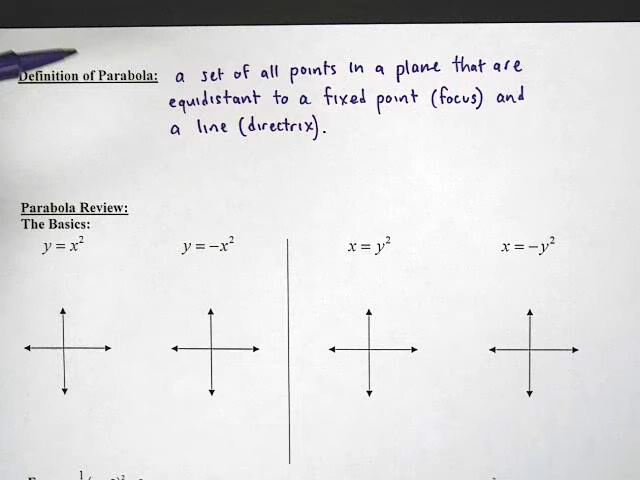 Definition of Parabola: a set of all points in a plane that are
equidistant to a fixed point (focus) and
a line (directrix).
Parabola Review:
The Basics:
y = x² y = −x² x = y² x = −y²